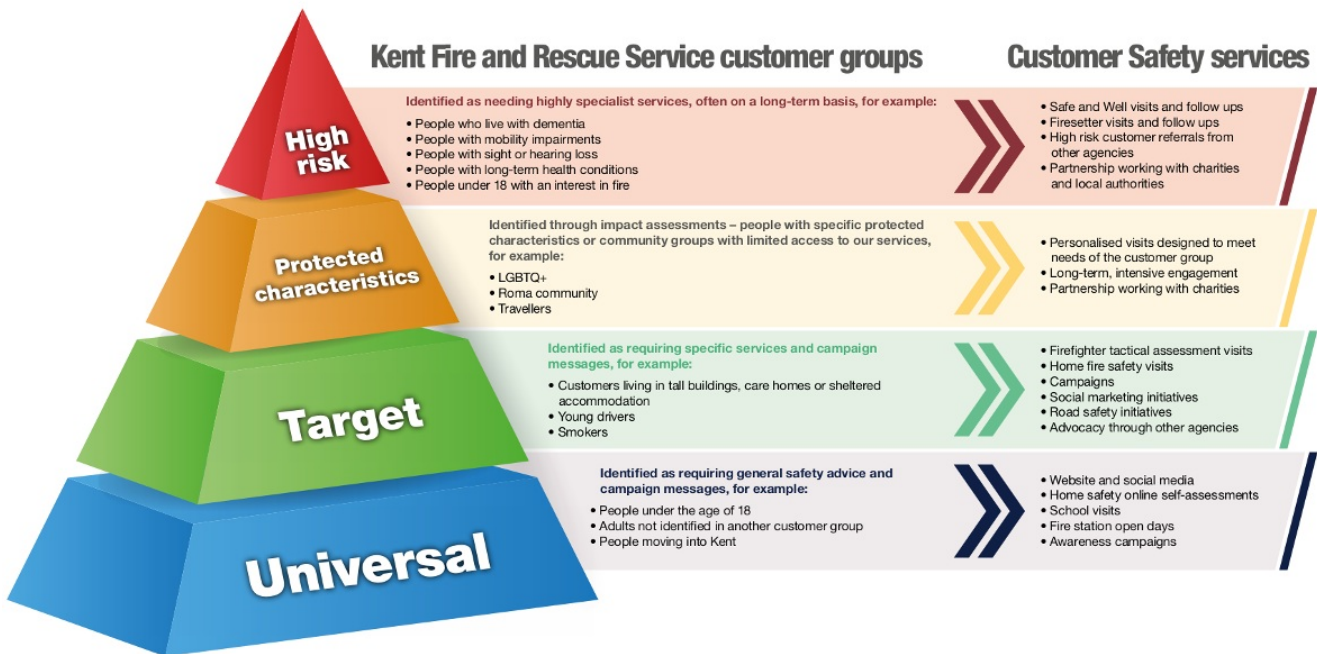 Kent Fire and Rescue Service customer groups
Customer Safety services
High
risk
Identified as needing highly specialist services, often on a long-term basis, for example:
• People who live with dementia
• People with mobility impairments
• People with sight or hearing loss
• People with long-term health conditions
• People under 18 with an interest in fire
• Safe and Well visits and follow ups
• Firesetter visits and follow ups
• High risk customer referrals from
other agencies
• Partnership working with charities
and local authorities
Protected
characteristics
Identified through impact assessments – people with specific protected
characteristics or community groups with limited access to our services,
for example:
• LGBTQ+
• Roma community
• Travellers
• Personalised visits designed to meet
needs of the customer group
• Long-term, intensive engagement
• Partnership working with charities
Target
Identified as requiring specific services and campaign
messages, for example:
• Customers living in tall buildings, care homes or sheltered
accommodation
• Young drivers
• Smokers
• Firefighter tactical assessment visits
• Home fire safety visits
• Campaigns
• Social marketing initiatives
• Road safety initiatives
• Advocacy through other agencies
Universal
Identified as requiring general safety advice and
campaign messages, for example:
• People under the age of 18
• Adults not identified in another customer group
• People moving into Kent
• Website and social media
• Home safety online self-assessments
• School visits
• Fire station open days
• Awareness campaigns